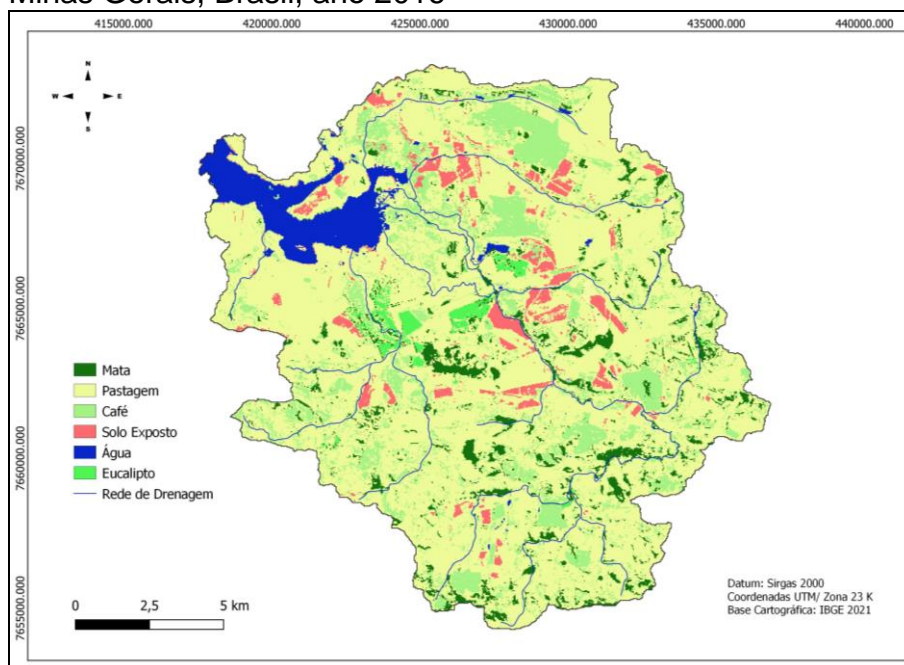 Minas Gerais, Brasil, ano 2016
415000.000 420000.000 425000.000 430000.000 435000.000 440000.000
N
W E
S
7670000.000
7665000.000
7660000.000
7655000.000
Mata
Pastagem
Café
Solo Exposto
Água
Eucalipto
Rede de Drenagem
0 2,5 5 km
Datum: Sirgas 2000
Coordenadas UTM/ Zona 23 K
Base Cartográfica: IBGE 2021